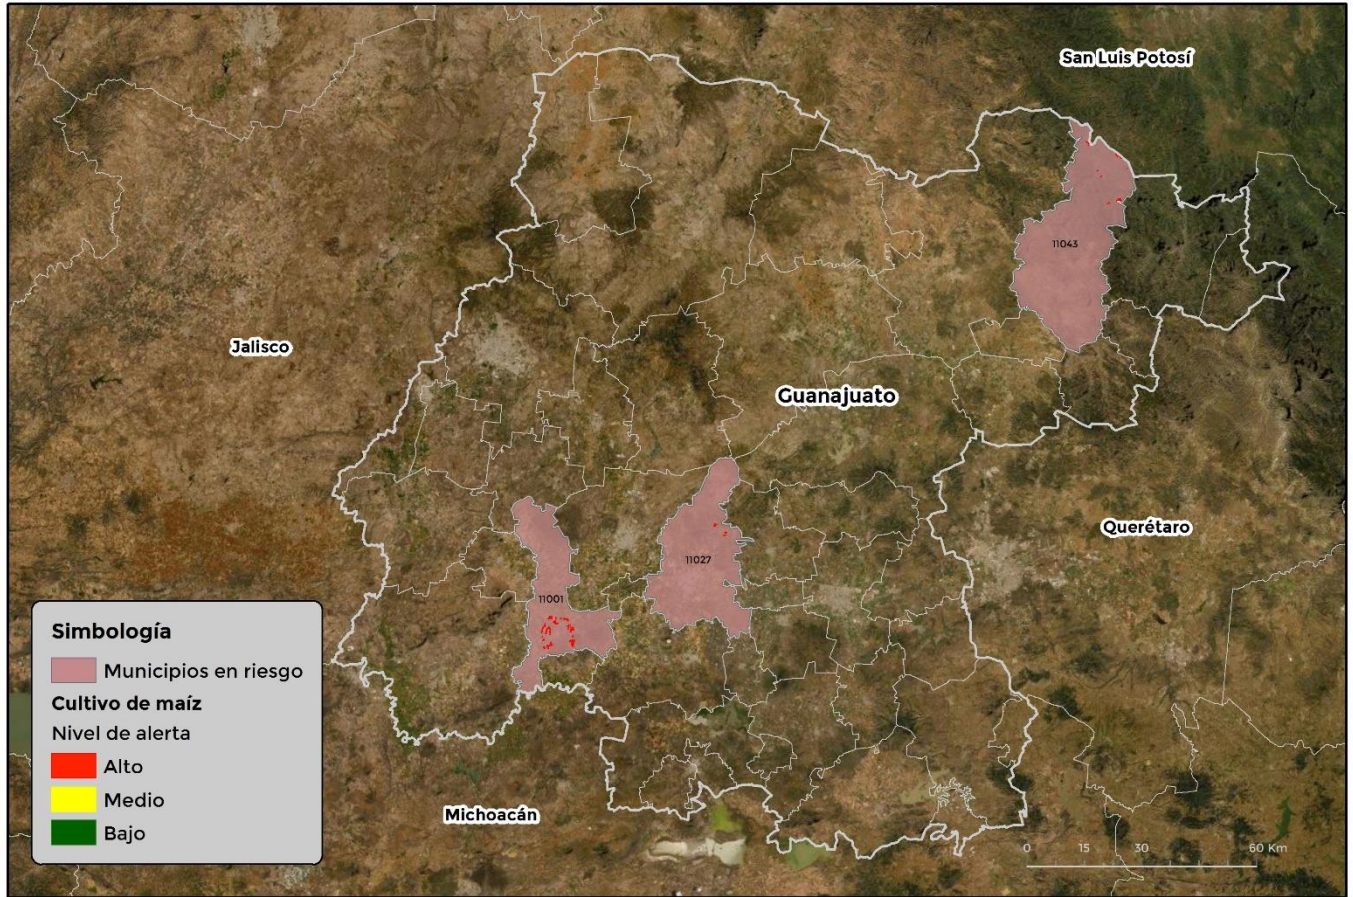 San Luis Potosí
11043
Jalisco
Guanajuato
Querétaro
11027
11001
Simbología
Municipios en riesgo
Cultivo de maíz
Nivel de alerta
Alto
Medio
Bajo
Michoacán
0 15 30 60 Km